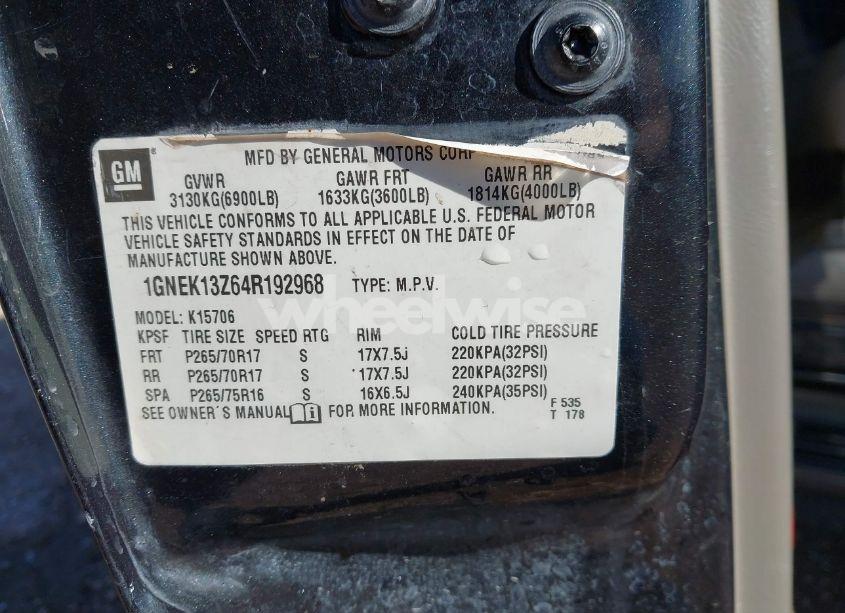 GM
MFD BY GENERAL MOTORS CORP
GVWR GAWR FRT GAWR RR
3130KG(6900LB) 1633KG(3600LB) 1814KG(4000LB)
THIS VEHICLE CONFORMS TO ALL APPLICABLE U.S. FEDERAL MOTOR
VEHICLE SAFETY STANDARDS IN EFFECT ON THE DATE OF
MANUFACTURE SHOWN ABOVE.
1GNEK13Z64R192968 TYPE: M.P.V.
wheelwise
MODEL: K15706
KPSF TIRE SIZE SPEED RTG RIM COLD TIRE PRESSURE
FRT P265/70R17 S 17X7.5J 220KPA(32PSI)
RR P265/70R17 S 17X7.5J 220KPA(32PSI)
SPA P265/75R16 S 16X6.5J 240KPA(35PSI)
SEE OWNER'S MANUAL FOR MORE INFORMATION.
F 535
T 178